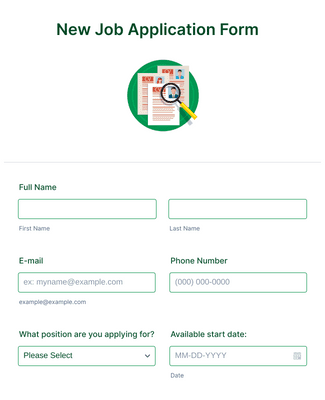 New Job Application Form
Full Name
First Name Last Name
E-mail Phone Number
ex: myname@example.com (000) 000-0000
example@example.com
What position are you applying for? Available start date:
Please Select MM-DD-YYYY
Date